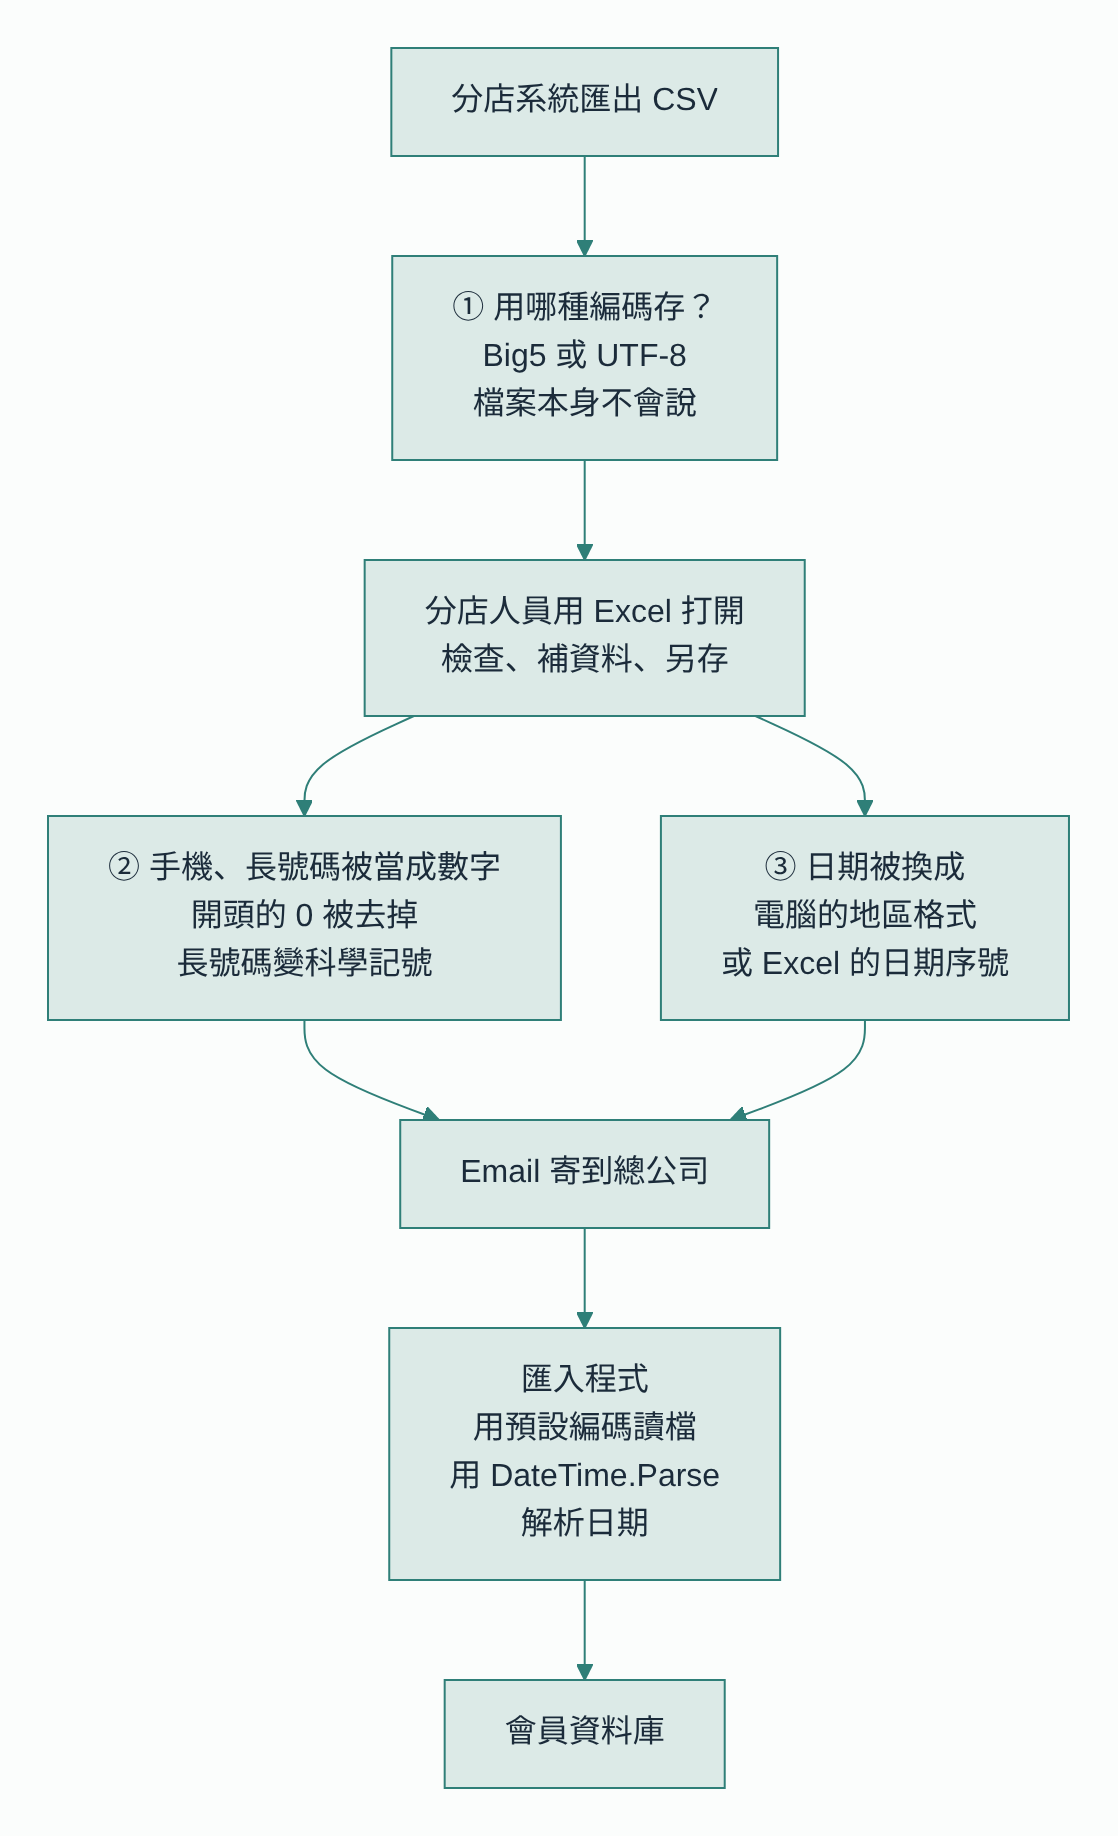 分店系統匯出 CSV
① 用哪種編碼存？
Big5 或 UTF-8
檔案本身不會說
分店人員用 Excel 打開
檢查、補資料、另存
② 手機、長號碼被當成數字
開頭的 0 被去掉
長號碼變科學記號
③ 日期被換成
電腦的地區格式
或 Excel 的日期序號
Email 寄到總公司
匯入程式
用預設編碼讀檔
用 DateTime.Parse
解析日期
會員資料庫